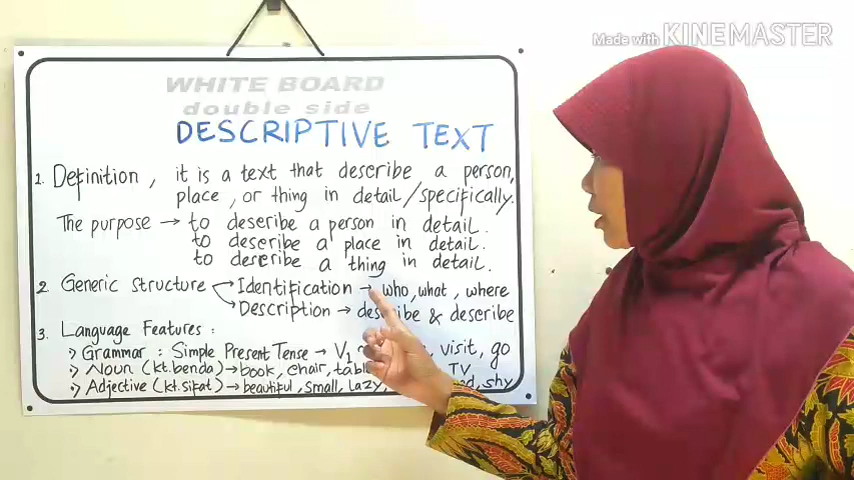 Made with KINEMASTER
WHITE BOARD
double side
DESCRIPTIVE TEXT
1. Definition, it is a text that describe a person,
place, or thing in detail/specifically.
The purpose → to describe a person in detail.
to describe a place in detail.
to dercribe a thing in detail.
2. Generic structure → Identification → who, what, where
→ Description → describe & describe
3. Language Features :
Grammar : Simple Present Tense → V1 visit, go
Noun (kt.benda) → book, chair, TV
Adjective (kt.sifat) → beautiful, small, lazy, shy